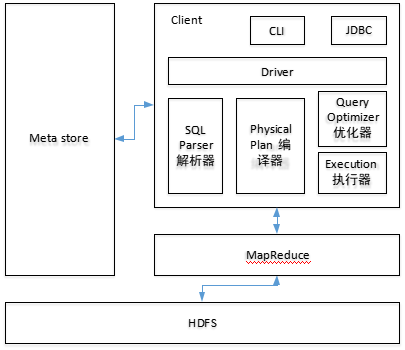 Client
CLI
JDBC
Driver
Meta store
SQL
Parser
解析器
Physical
Plan 编
译器
Query
Optimizer
优化器
Execution
执行器
MapReduce
HDFS